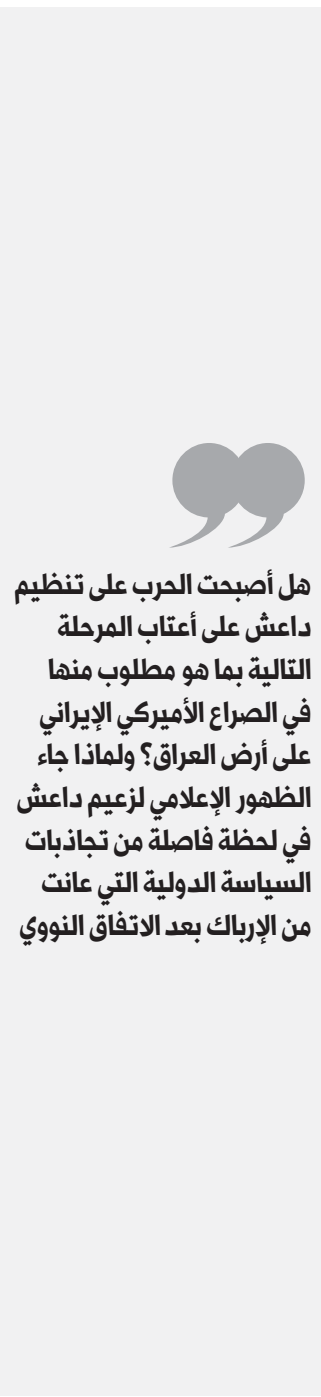 هل أصبحت الحرب على تنظيم
داعش على أعتاب المرحلة
التالية بما هو مطلوب منها
في الصراع الأميركي الإيراني
على أرض العراق؟ ولماذا جاء
الظهور الإعلامي لزعيم داعش
في لحظة فاصلة من تجاذبات
السياسة الدولية التي عانت
من الإرباك بعد الاتفاق النووي